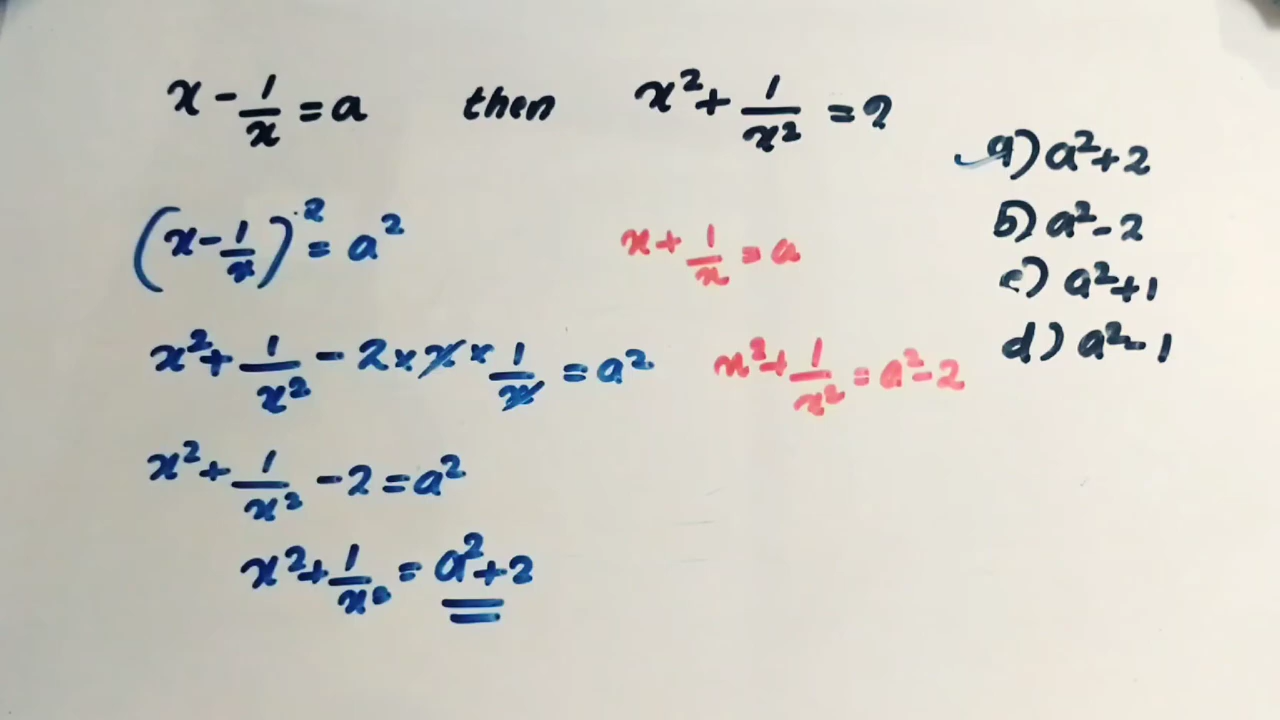 x - 1/x = a then x² + 1/x² = ?
a) a² + 2
b) a² - 2
c) a² + 1
d) a² - 1
(x - 1/x)² = a²
x + 1/x = a
x² + 1/x² - 2 × x × 1/x = a²
x² + 1/x² = a² - 2
x² + 1/x² - 2 = a²
x² + 1/x² = a² + 2